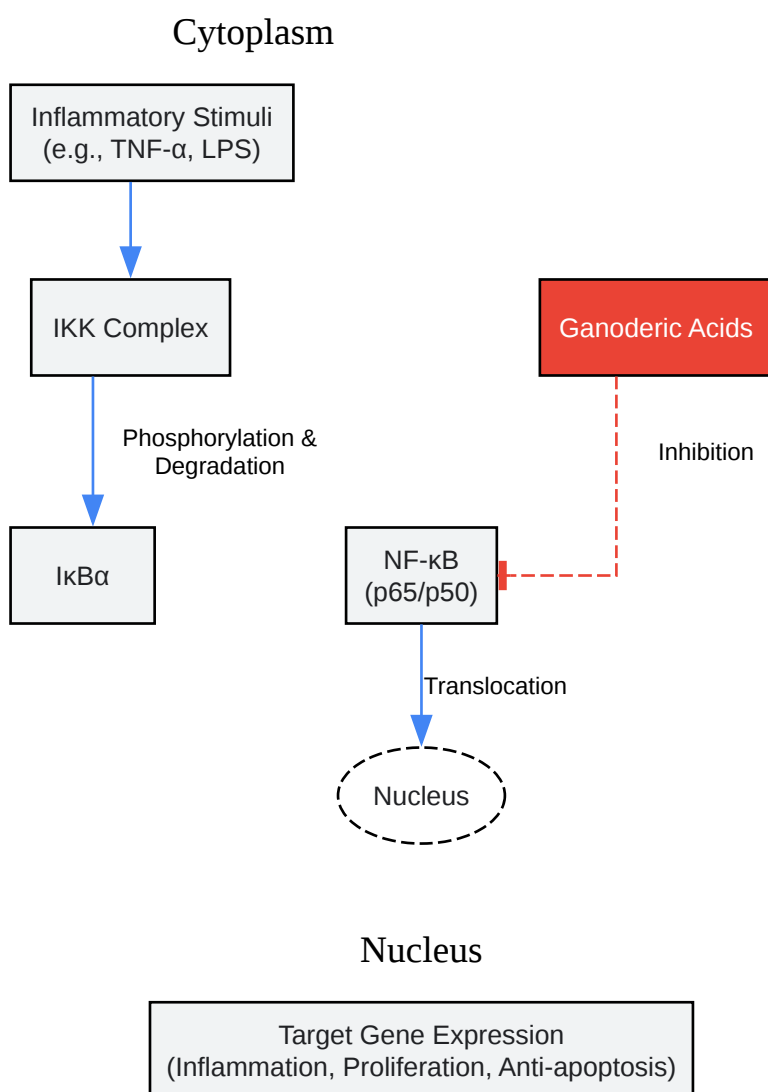 Cytoplasm
Inflammatory Stimuli
(e.g., TNF-α, LPS)
IKK Complex
Ganoderic Acids
Phosphorylation &
Degradation
Inhibition
IκBα
NF-κB
(p65/p50)
Translocation
Nucleus
Nucleus
Target Gene Expression
(Inflammation, Proliferation, Anti-apoptosis)